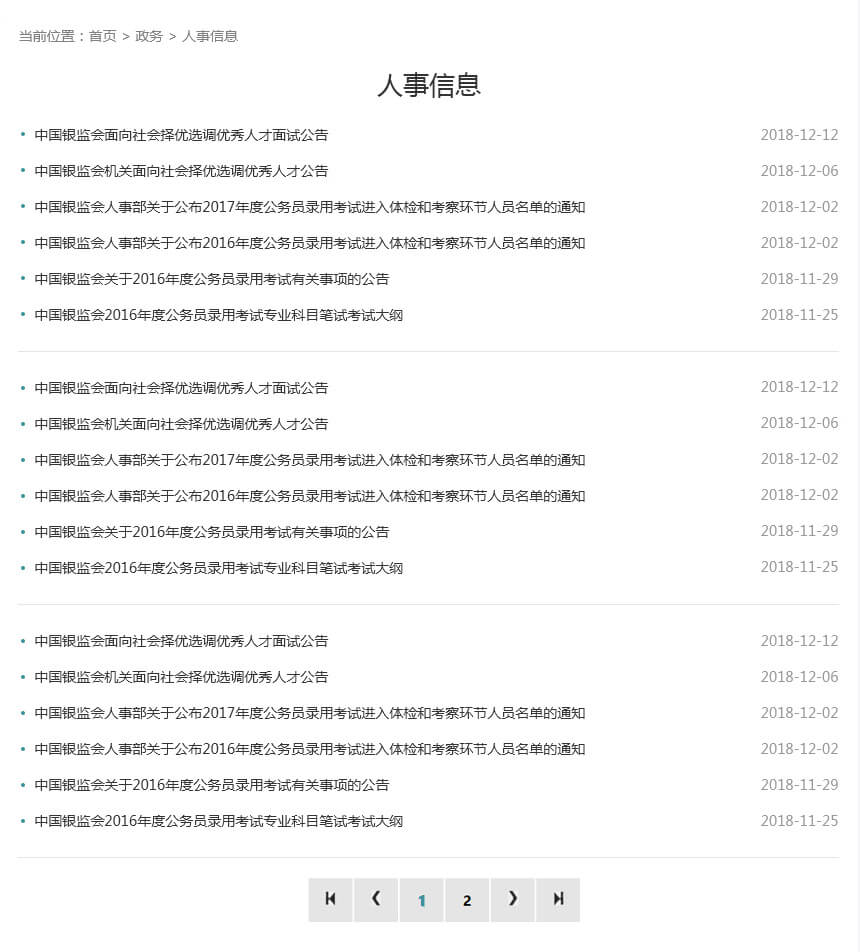 当前位置：首页 > 政务 > 人事信息
人事信息
中国银监会面向社会择优选调优秀人才面试公告 2018-12-12
中国银监会机关面向社会择优选调优秀人才公告 2018-12-06
中国银监会人事部关于公布2017年度公务员录用考试进入体检和考察环节人员名单的通知 2018-12-02
中国银监会人事部关于公布2016年度公务员录用考试进入体检和考察环节人员名单的通知 2018-12-02
中国银监会关于2016年度公务员录用考试有关事项的公告 2018-11-29
中国银监会2016年度公务员录用考试专业科目笔试考试大纲 2018-11-25
中国银监会面向社会择优选调优秀人才面试公告 2018-12-12
中国银监会机关面向社会择优选调优秀人才公告 2018-12-06
中国银监会人事部关于公布2017年度公务员录用考试进入体检和考察环节人员名单的通知 2018-12-02
中国银监会人事部关于公布2016年度公务员录用考试进入体检和考察环节人员名单的通知 2018-12-02
中国银监会关于2016年度公务员录用考试有关事项的公告 2018-11-29
中国银监会2016年度公务员录用考试专业科目笔试考试大纲 2018-11-25
中国银监会面向社会择优选调优秀人才面试公告 2018-12-12
中国银监会机关面向社会择优选调优秀人才公告 2018-12-06
中国银监会人事部关于公布2017年度公务员录用考试进入体检和考察环节人员名单的通知 2018-12-02
中国银监会人事部关于公布2016年度公务员录用考试进入体检和考察环节人员名单的通知 2018-12-02
中国银监会关于2016年度公务员录用考试有关事项的公告 2018-11-29
中国银监会2016年度公务员录用考试专业科目笔试考试大纲 2018-11-25
1 2